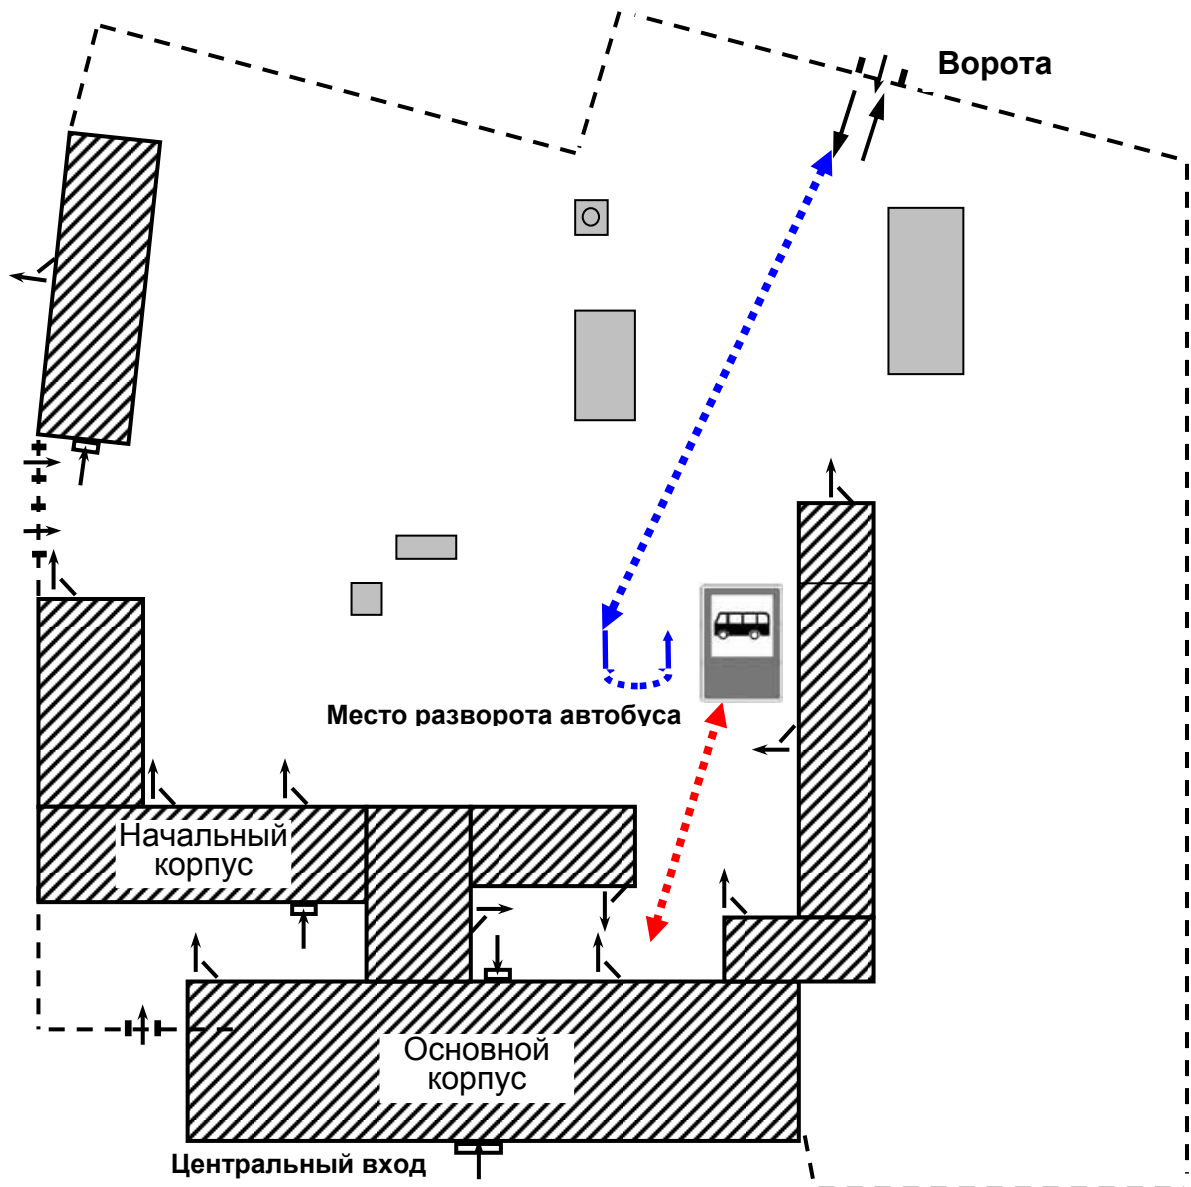 Ворота
Место разворота автобуса
Начальный
корпус
Основной
корпус
Центральный вход